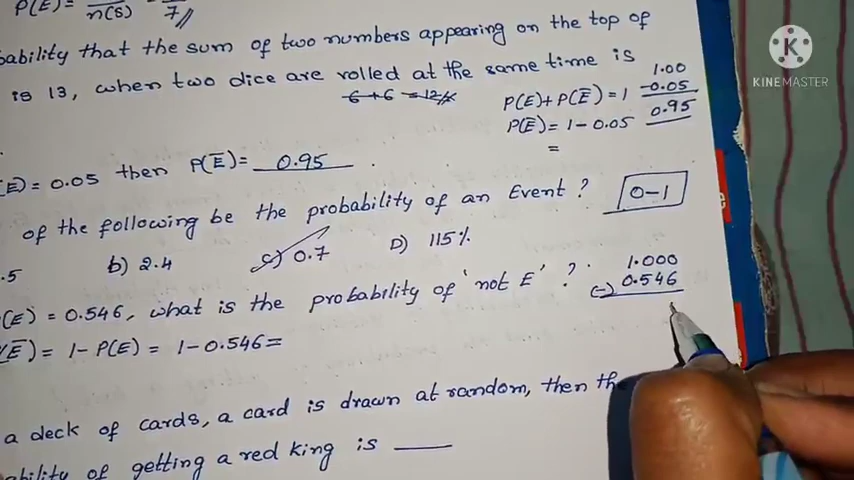 P(E)= n(S) 7
bability that the sum of two numbers appearing on the top of
is 13, when two dice are rolled at the same time is
6+6 =12
P(E)+P(E̅)=1
P(E̅)= 1-0.05
=
1.00
-0.05
0.95
(E)= 0.05 then P(E̅)= 0.95 .
of the following be the probability of an Event? 0-1
.5 b) 2.4 c) 0.7 D) 115%
(E) = 0.546, what is the probability of 'not E' ?
1.000
(-) 0.546
(E̅) = 1- P(E) = 1-0.546=
a deck of cards, a card is drawn at random, then th
ability of getting a red king is
K
KINEMASTER